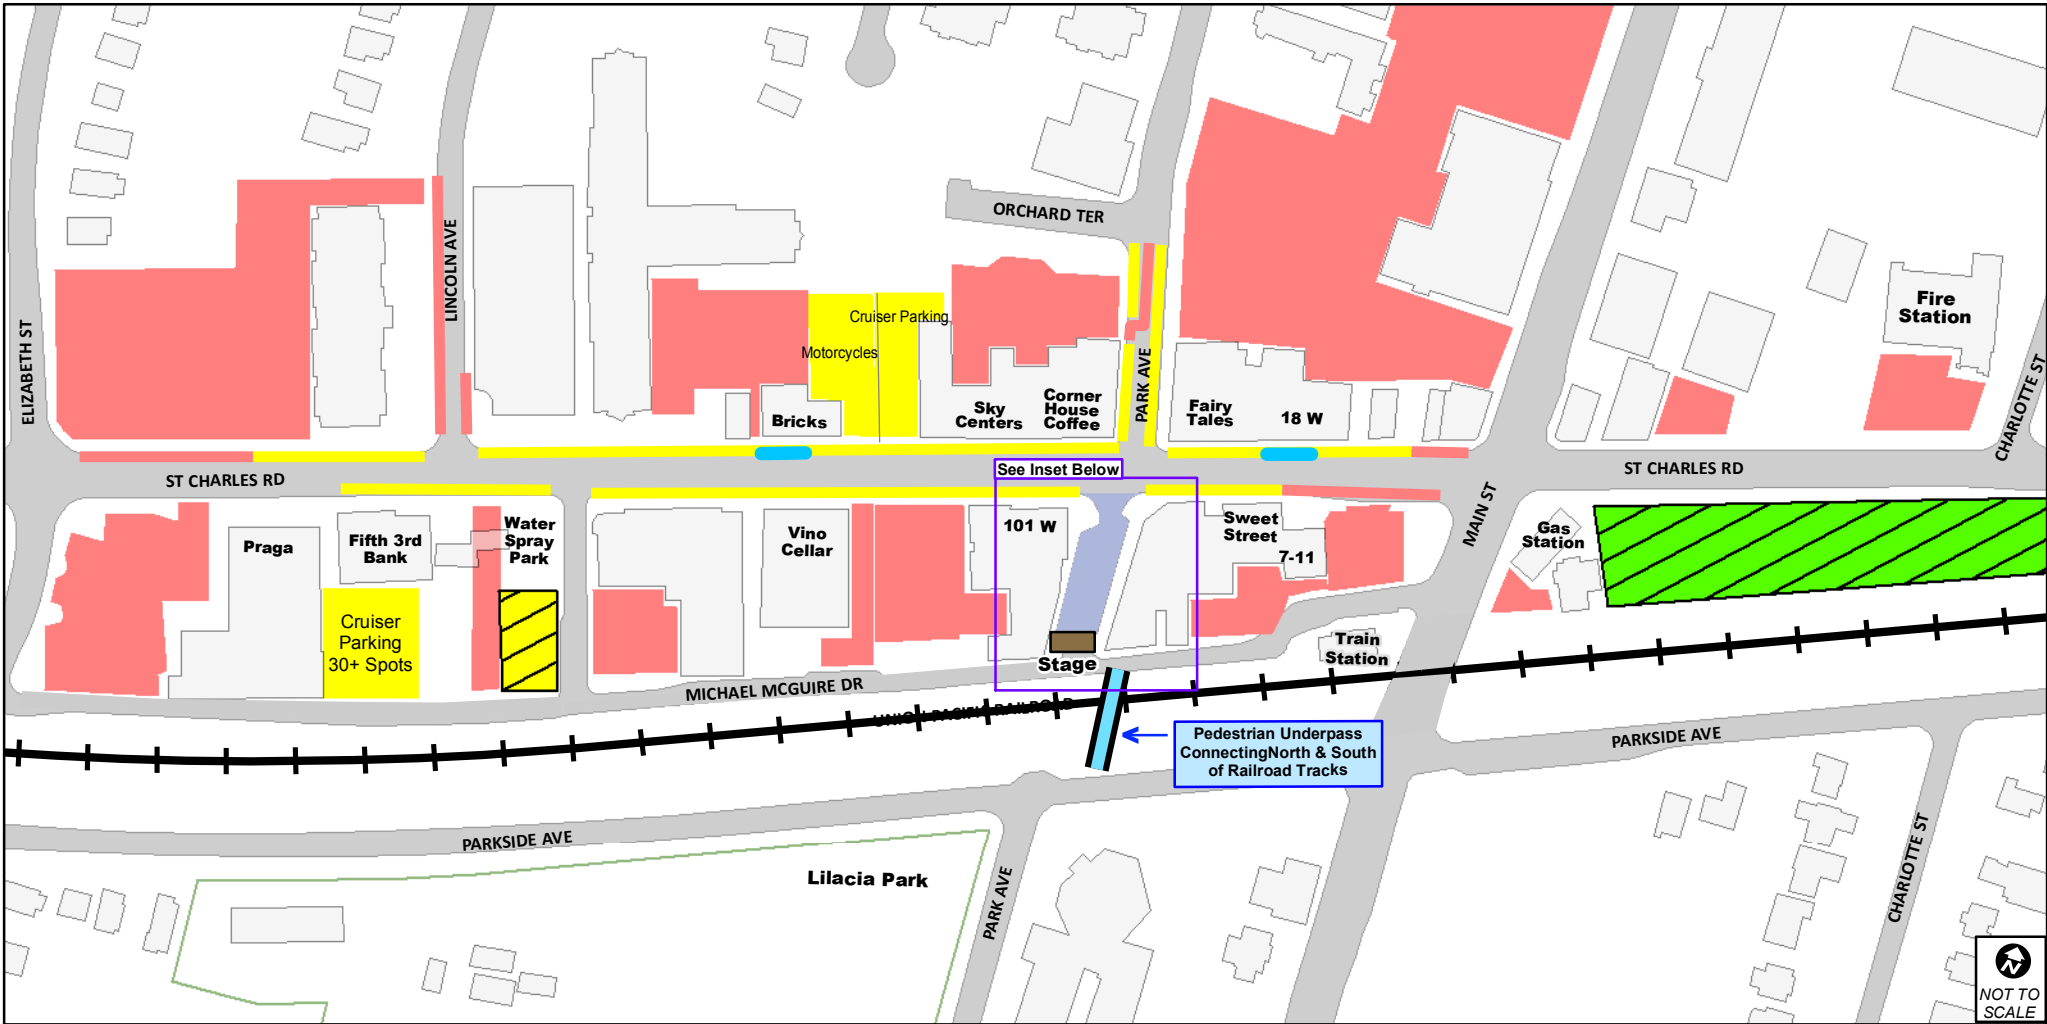 ORCHARD TER
LINCOLN AVE
Cruiser Parking
Motorcycles
ELIZABETH ST
PARK AVE
Fire
Station
CHARLOTTE ST
Bricks
Sky
Centers
Corner
House
Coffee
Fairy
Tales
18 W
See Inset Below
ST CHARLES RD
ST CHARLES RD
MAIN ST
Praga
Fifth 3rd
Bank
Water
Spray
Park
Vino
Cellar
101 W
Sweet
Street
7-11
Gas
Station
Cruiser
Parking
30+ Spots
Stage
Train
Station
MICHAEL MCGUIRE DR
UNION PACIFIC RAILROAD
Pedestrian Underpass
ConnectingNorth & South
of Railroad Tracks
PARKSIDE AVE
PARKSIDE AVE
Lilacia Park
PARK AVE
CHARLOTTE ST
N
NOT TO
SCALE